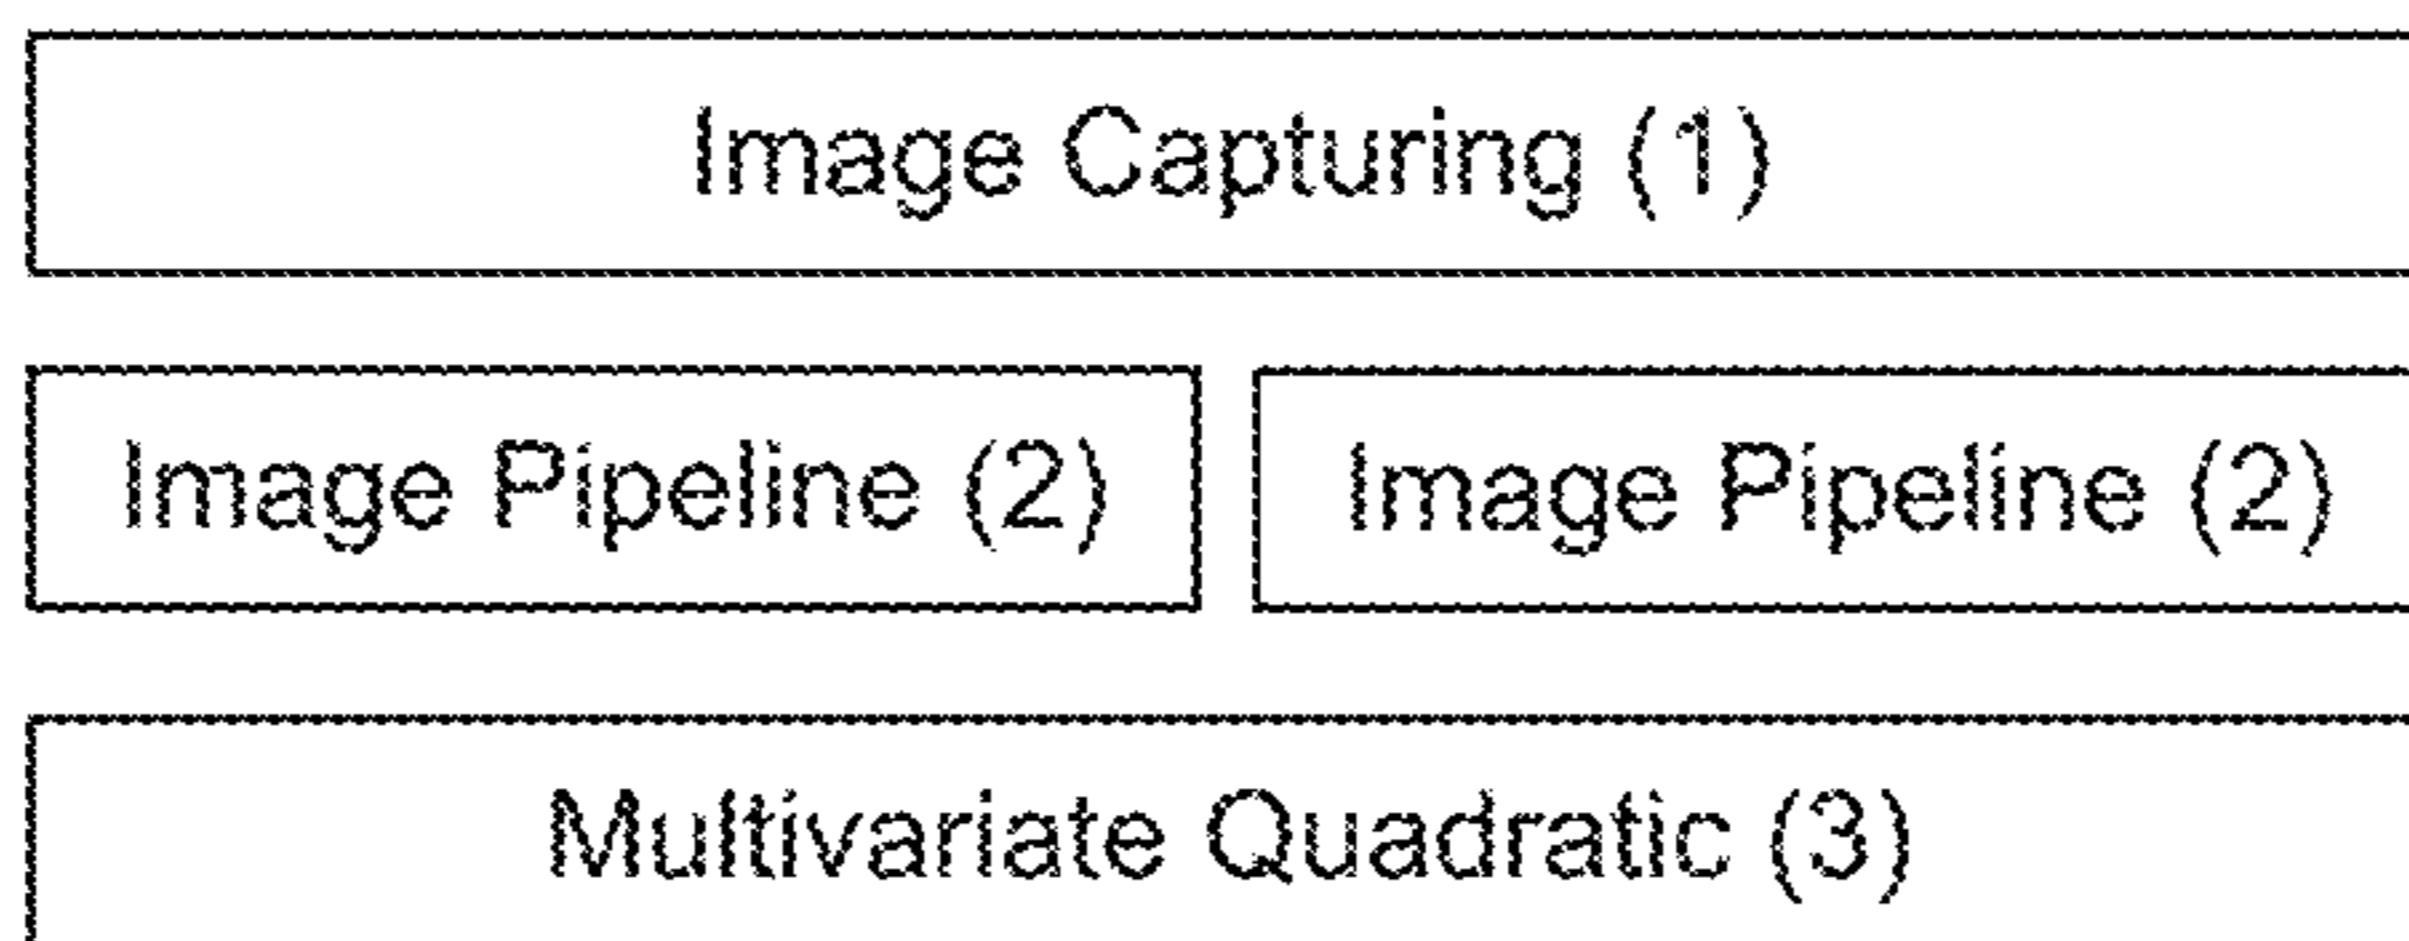 Image Capturing (1)
Image Pipeline (2) Image Pipeline (2)
Multivariate Quadratic (3)